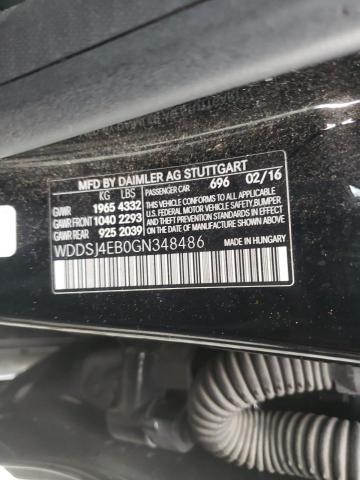 MFD BY DAIMLER AG STUTTGART
KG LBS
PASSENGER CAR 696 02/16
GVWR 1965 4332
GAWR FRONT 1040 2293
GAWR REAR 925 2039
THIS VEHICLE CONFORMS TO ALL APPLICABLE
U.S. FEDERAL MOTOR VEHICLE SAFETY,BUMPER
AND THEFT PREVENTION STANDARDS IN EFFECT
ON THE DATE OF MANUFACTURE SHOWN ABOVE
WDDSJ4EB0GN348486
MADE IN HUNGARY